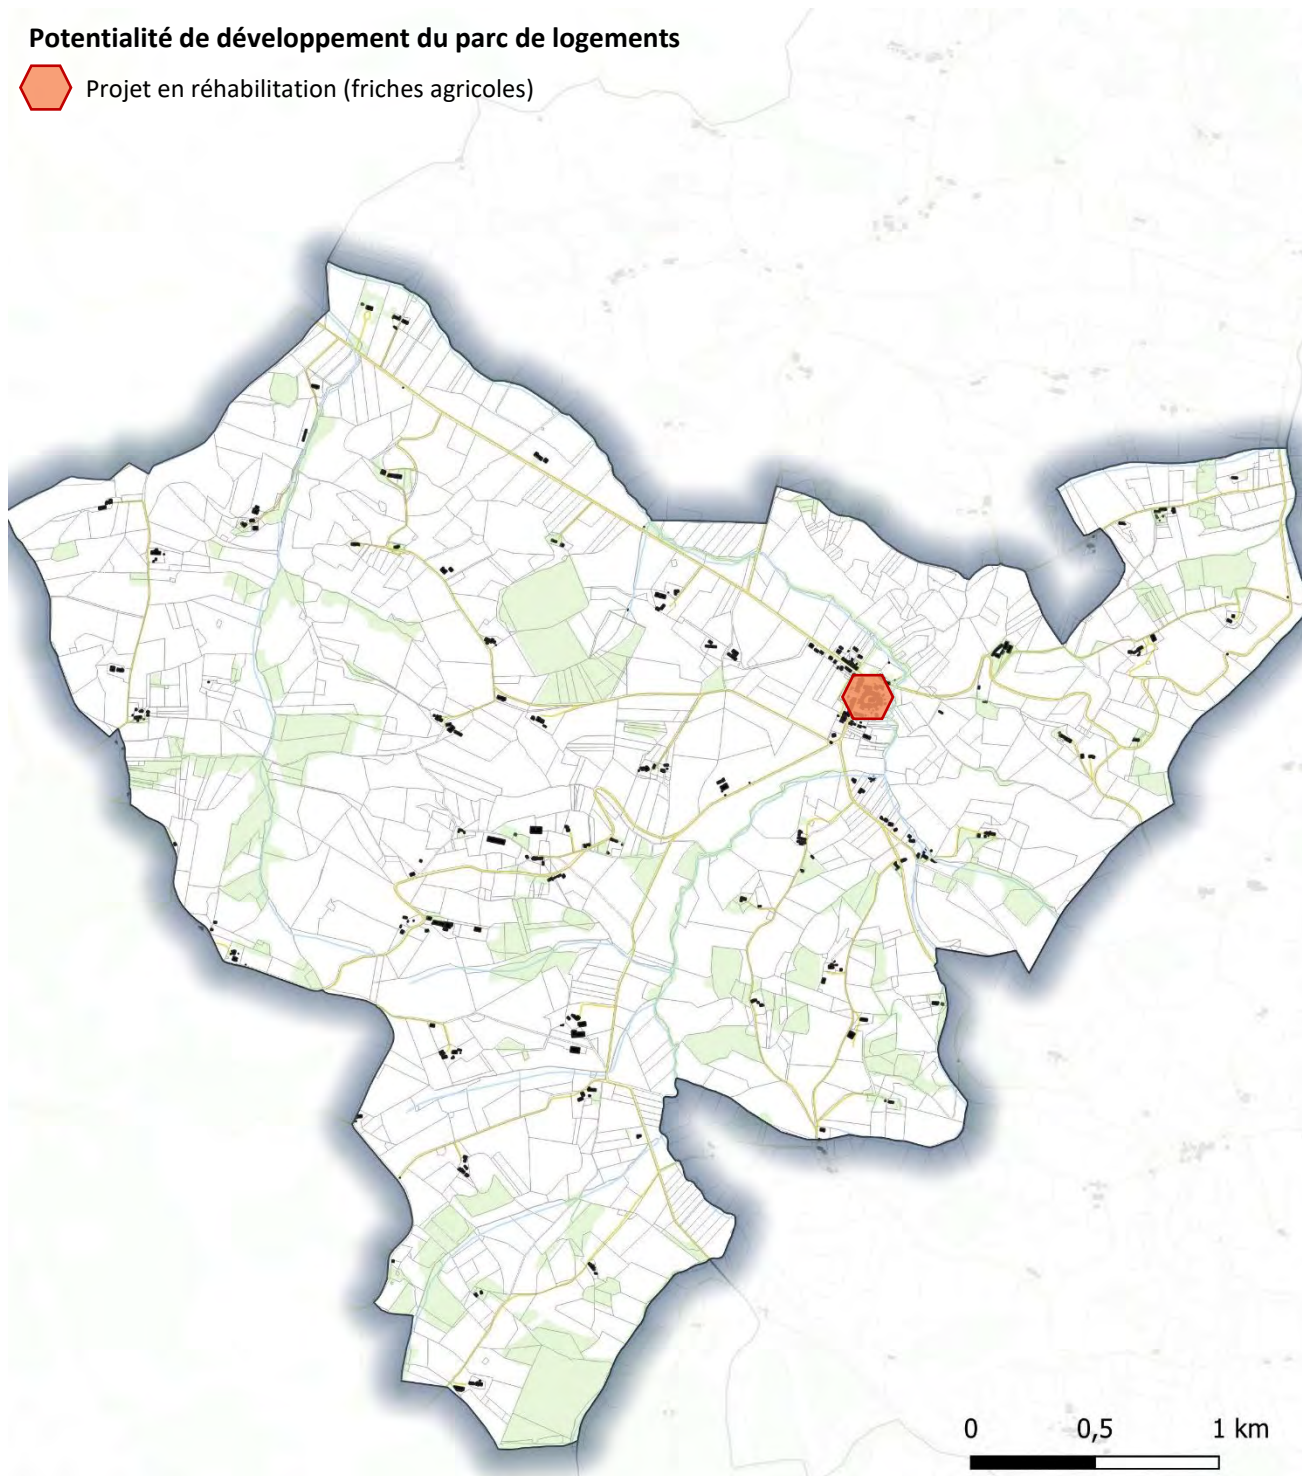 Potentialité de développement du parc de logements
Projet en réhabilitation (friches agricoles)
0 0,5 1 km